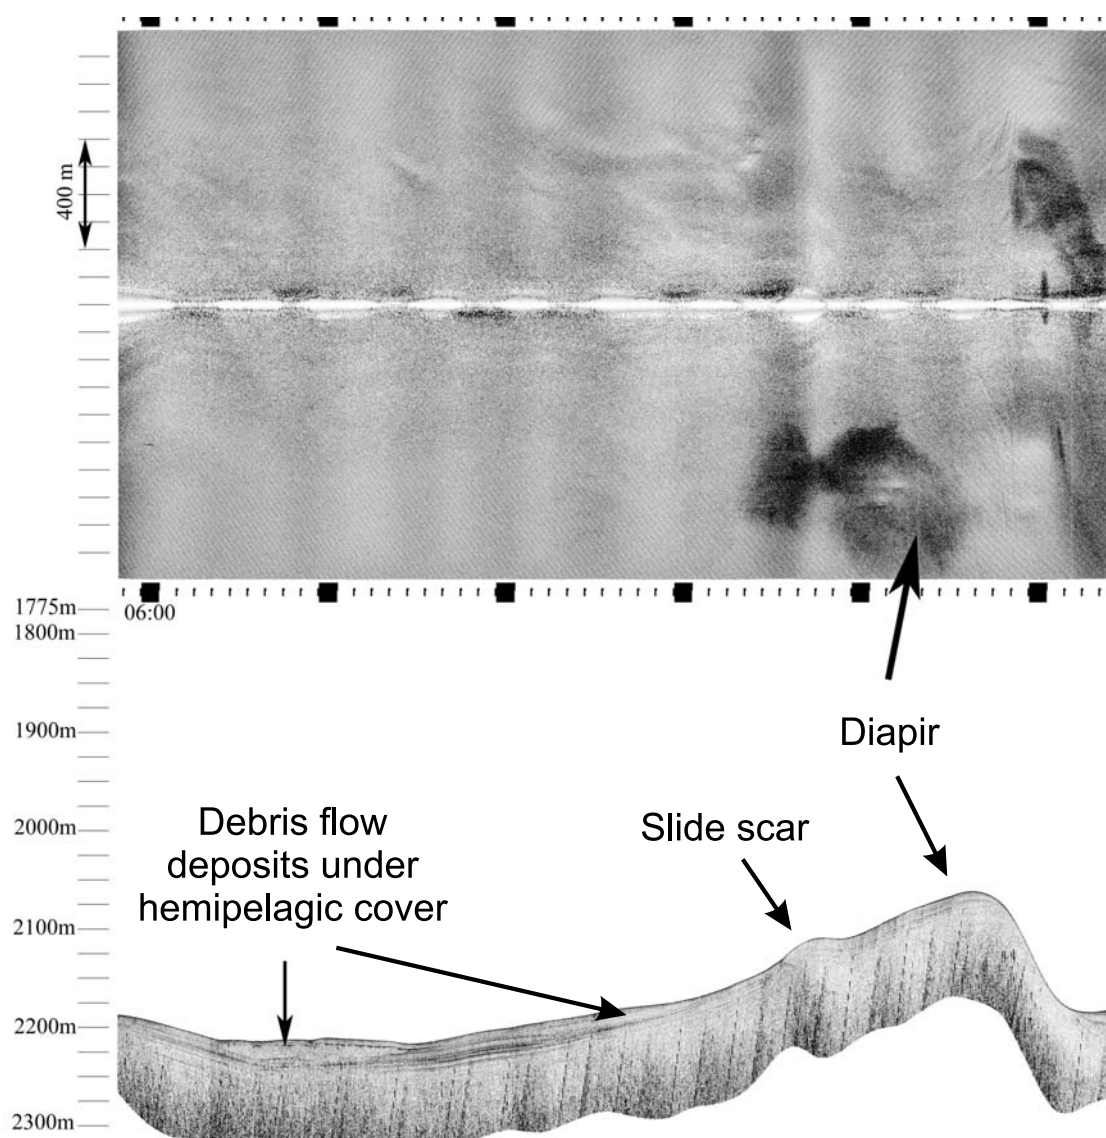 400 m
1775m
06:00
1800m
1900m
Diapir
Debris flow
deposits under
hemipelagic cover
Slide scar
2000m
2100m
2200m
2300m